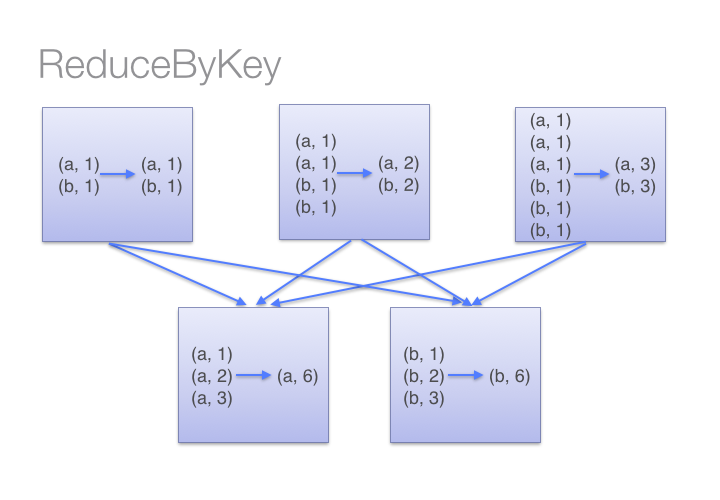 ReduceByKey
(a, 1)
(b, 1)
(a, 1)
(b, 1)
(a, 1)
(a, 1)
(b, 1)
(b, 1)
(a, 2)
(b, 2)
(a, 1)
(a, 1)
(a, 1)
(b, 1)
(b, 1)
(b, 1)
(a, 3)
(b, 3)
(a, 1)
(a, 2)
(a, 3)
(a, 6)
(b, 1)
(b, 2)
(b, 3)
(b, 6)